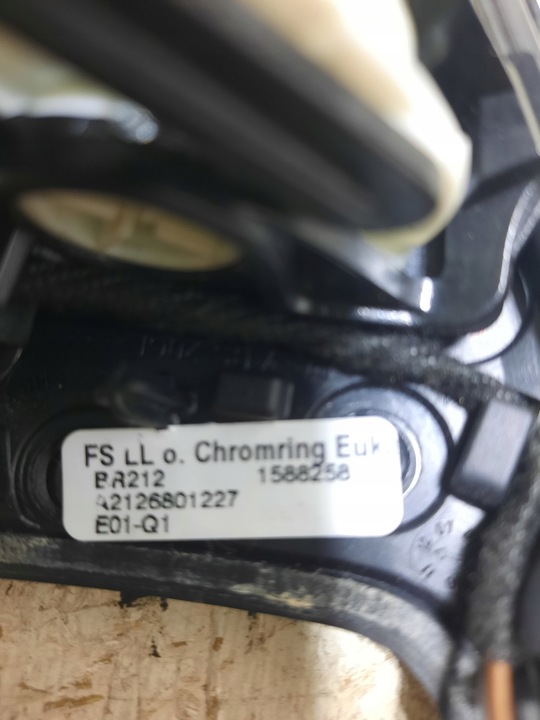 FS LL o. Chromring Euk
BR212 1588258
A2126801227
E01-Q1